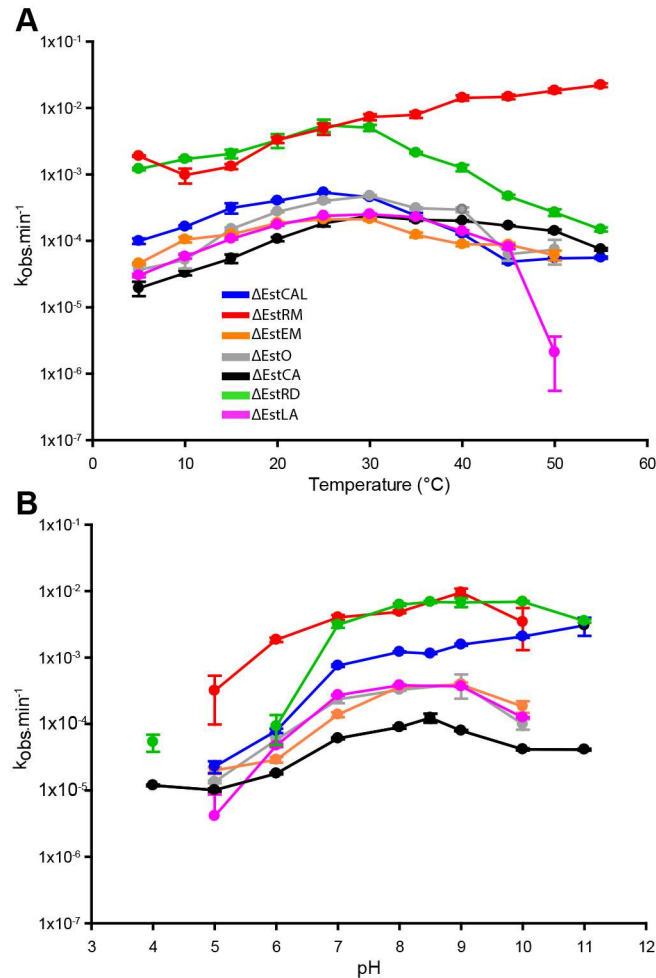 A
1x10⁻¹
1x10⁻²
1x10⁻³
1x10⁻⁴
1x10⁻⁵
1x10⁻⁶
1x10⁻⁷
kobs.min⁻¹
ΔEstCAL
ΔEstRM
ΔEstEM
ΔEstO
ΔEstCA
ΔEstRD
ΔEstLA
0 10 20 30 40 50 60
Temperature (°C)
B
1x10⁻¹
1x10⁻²
1x10⁻³
1x10⁻⁴
1x10⁻⁵
1x10⁻⁶
1x10⁻⁷
kobs.min⁻¹
3 4 5 6 7 8 9 10 11 12
pH